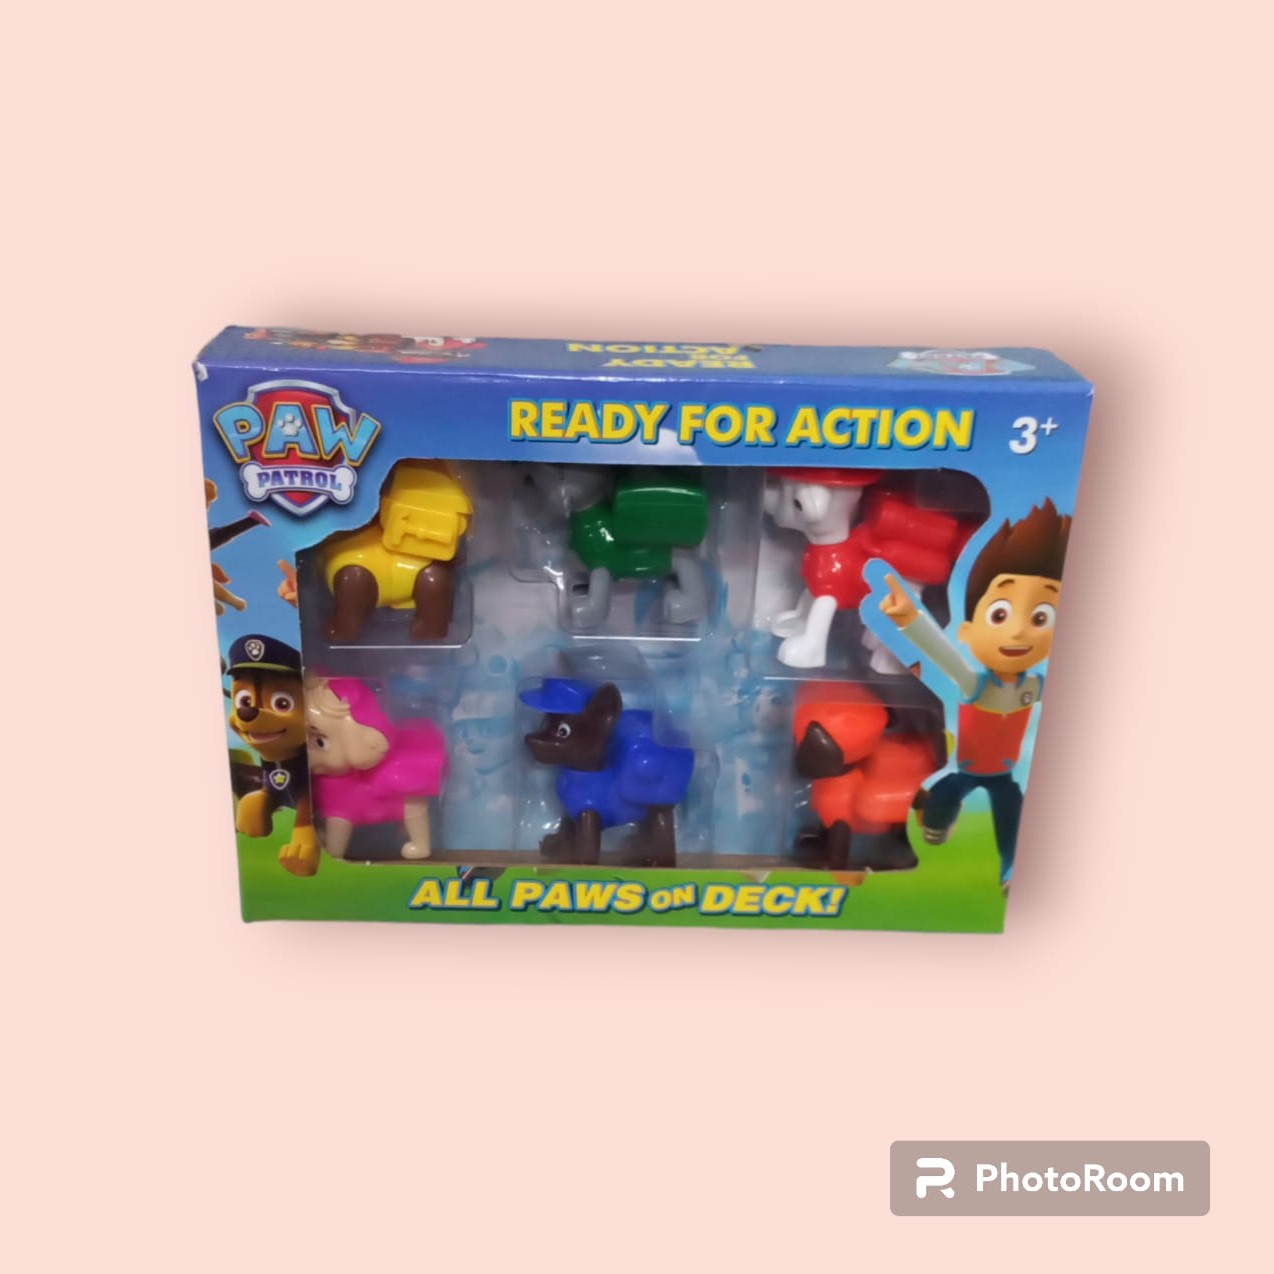 READY
FOR
ACTION
PAW
PATROL
READY FOR ACTION
3+
ALL PAWS ON DECK!
PhotoRoom